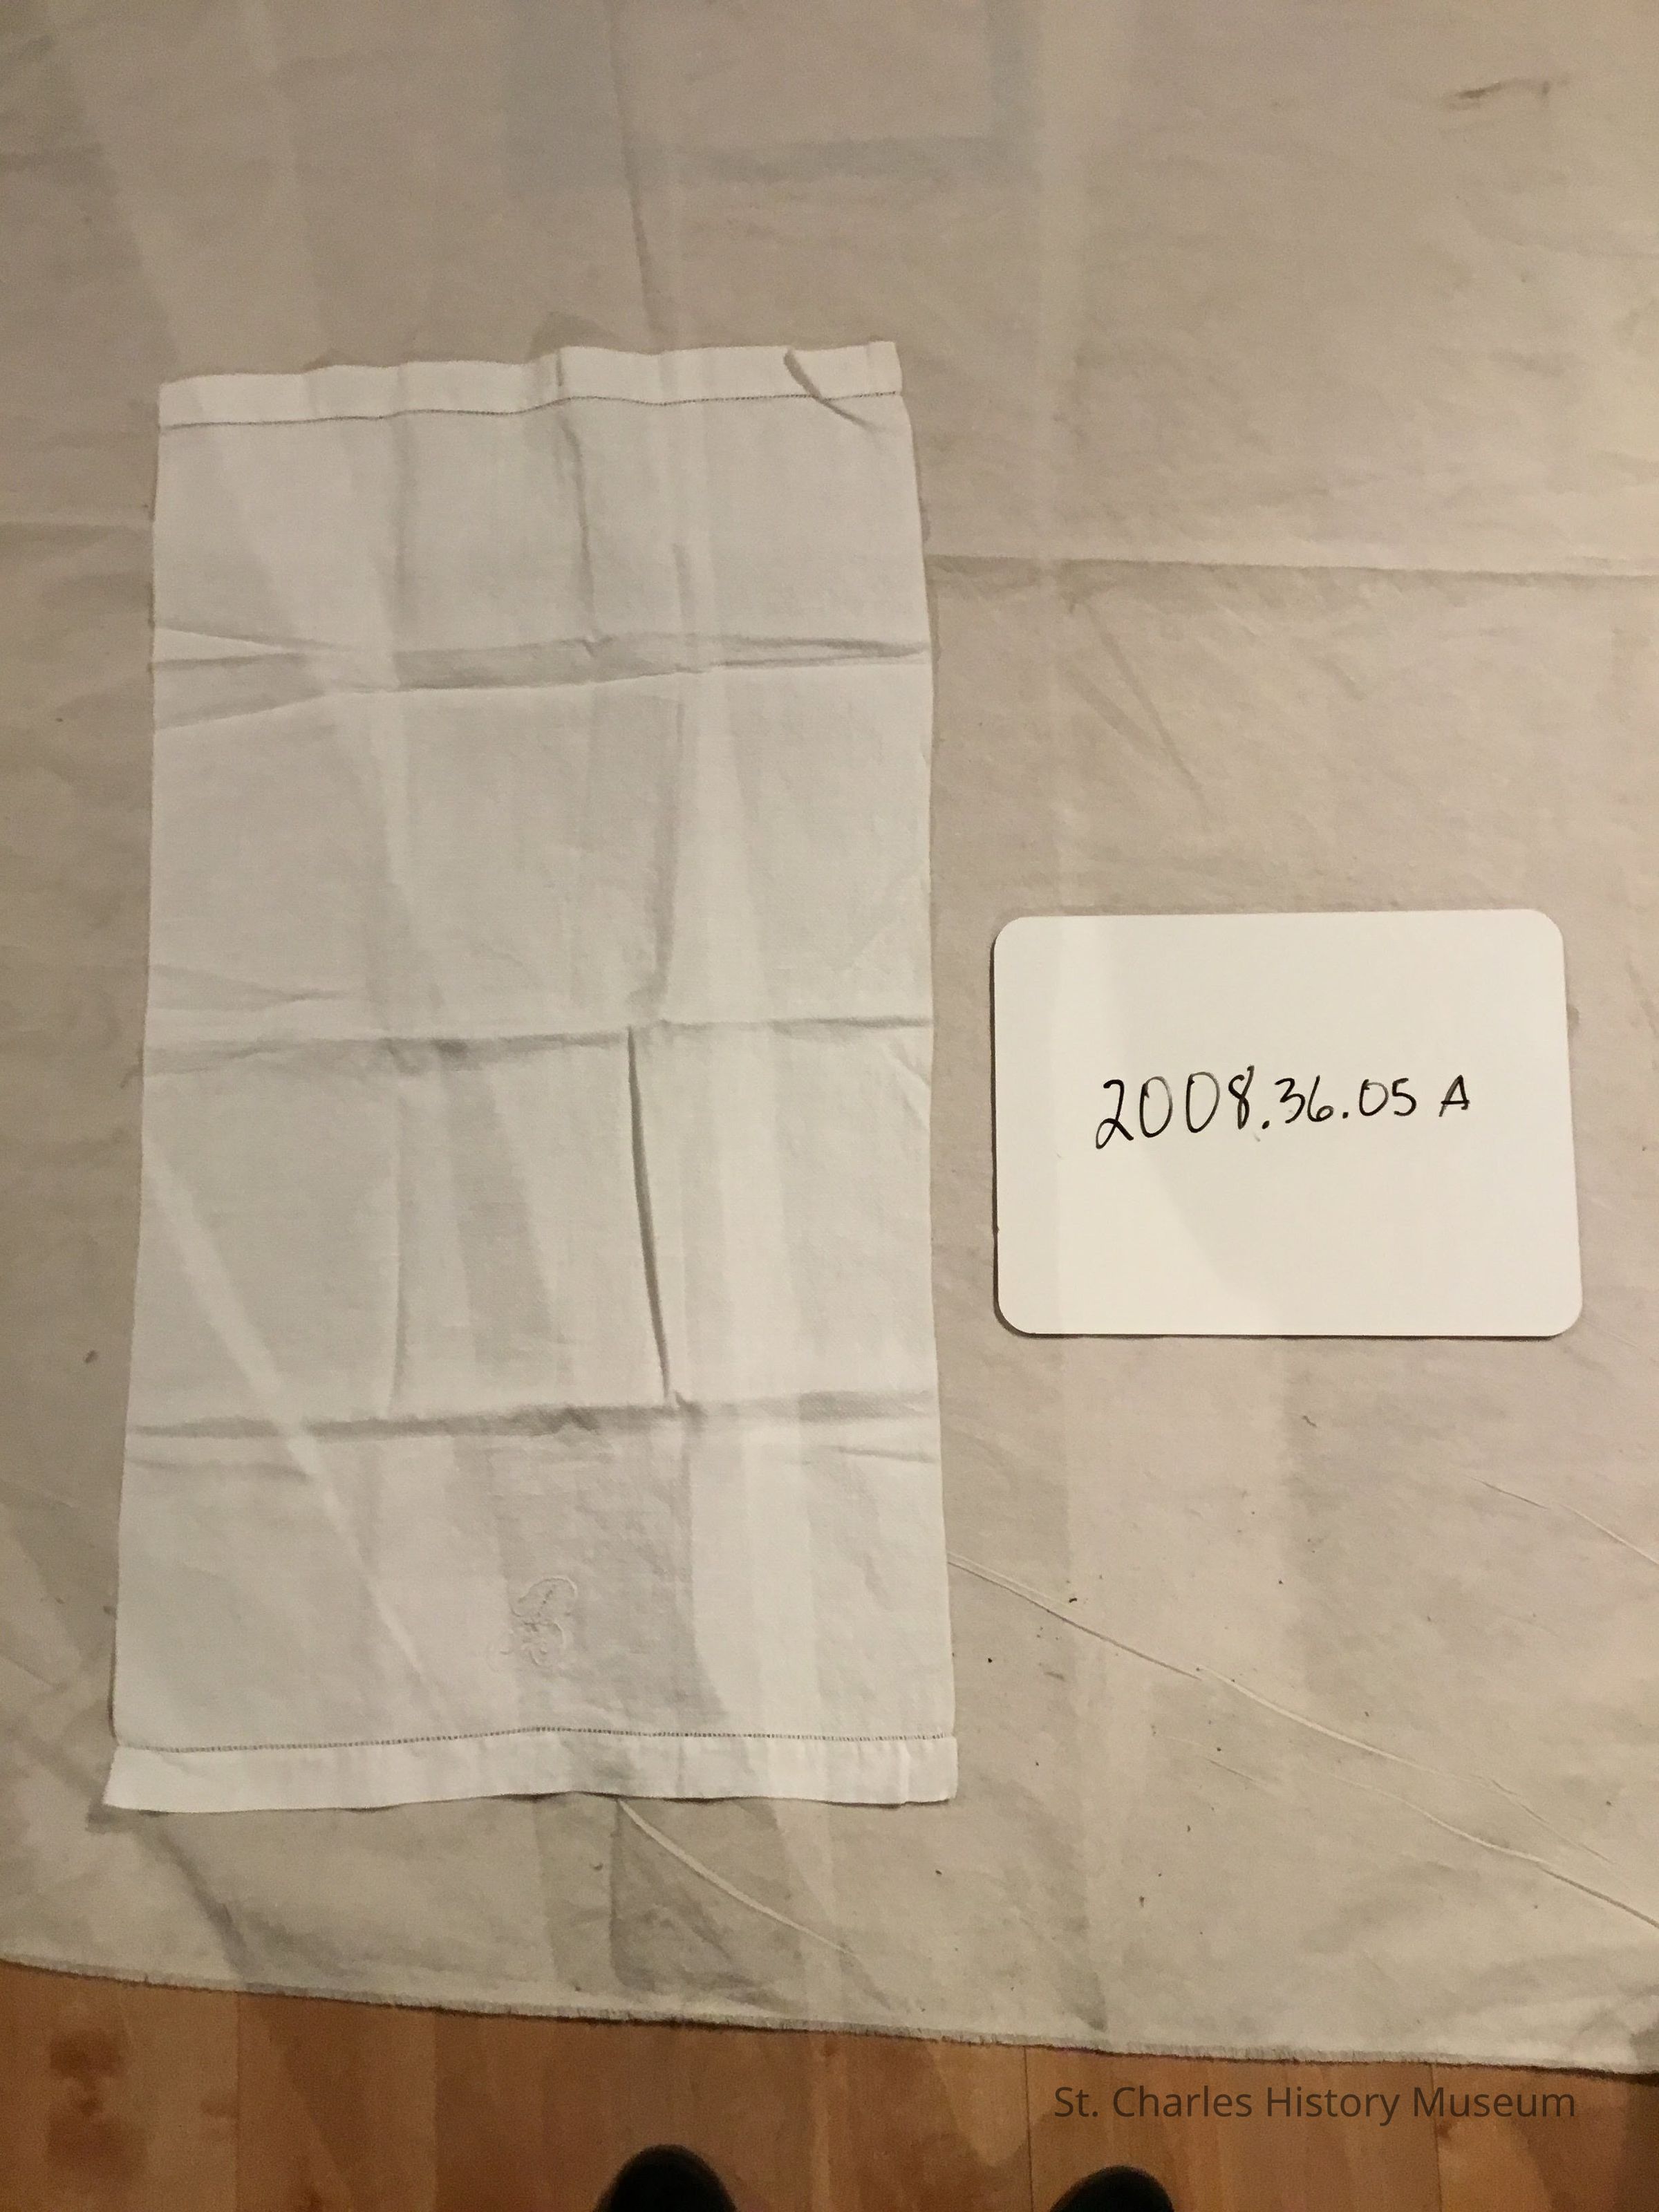 2008.36.05 A
St. Charles History Museum